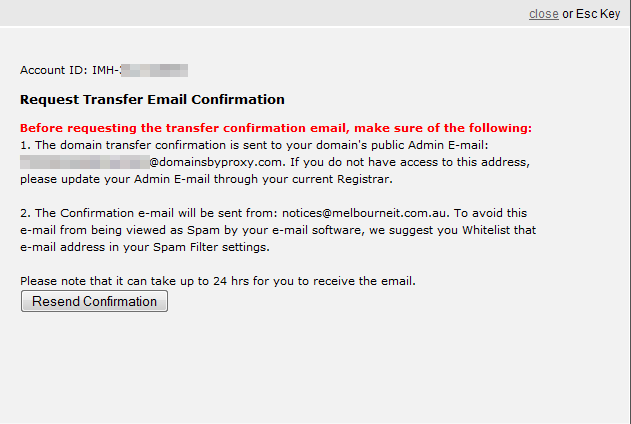 close or Esc Key
Account ID: IMH-
Request Transfer Email Confirmation
Before requesting the transfer confirmation email, make sure of the following:
1. The domain transfer confirmation is sent to your domain's public Admin E-mail:
@domainsbyproxy.com. If you do not have access to this address,
please update your Admin E-mail through your current Registrar.
2. The Confirmation e-mail will be sent from: notices@melbourneit.com.au. To avoid this
e-mail from being viewed as Spam by your e-mail software, we suggest you Whitelist that
e-mail address in your Spam Filter settings.
Please note that it can take up to 24 hrs for you to receive the email.
Resend Confirmation